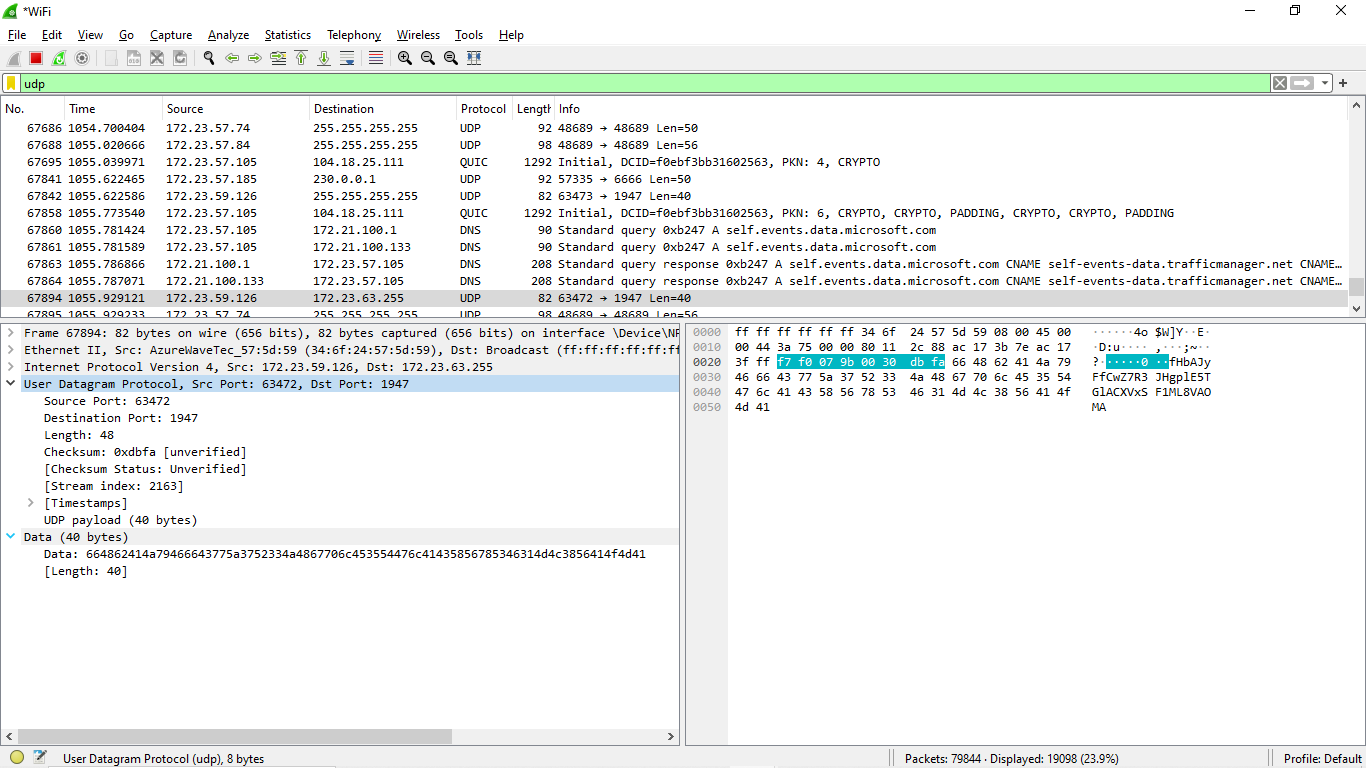 *WiFi
File Edit View Go Capture Analyze Statistics Telephony Wireless Tools Help
udp
No. Time Source Destination Protocol Length Info
67686 1054.700404 172.23.57.74 255.255.255.255 UDP 92 48689 → 48689 Len=50
67688 1055.020666 172.23.57.84 255.255.255.255 UDP 98 48689 → 48689 Len=56
67695 1055.039971 172.23.57.105 104.18.25.111 QUIC 1292 Initial, DCID=f0ebf3bb31602563, PKN: 4, CRYPTO
67841 1055.622465 172.23.57.185 230.0.0.1 UDP 92 57335 → 6666 Len=50
67842 1055.622586 172.23.59.126 255.255.255.255 UDP 82 63473 → 1947 Len=40
67858 1055.773540 172.23.57.105 104.18.25.111 QUIC 1292 Initial, DCID=f0ebf3bb31602563, PKN: 6, CRYPTO, CRYPTO, PADDING, CRYPTO, CRYPTO, PADDING
67860 1055.781424 172.23.57.105 172.21.100.1 DNS 90 Standard query 0xb247 A self.events.data.microsoft.com
67861 1055.781589 172.23.57.105 172.21.100.133 DNS 90 Standard query 0xb247 A self.events.data.microsoft.com
67863 1055.786866 172.21.100.1 172.23.57.105 DNS 208 Standard query response 0xb247 A self.events.data.microsoft.com CNAME self-events-data.trafficmanager.net CNAME…
67864 1055.787071 172.21.100.133 172.23.57.105 DNS 208 Standard query response 0xb247 A self.events.data.microsoft.com CNAME self-events-data.trafficmanager.net CNAME…
67894 1055.929121 172.23.59.126 172.23.63.255 UDP 82 63472 → 1947 Len=40
67895 1055.929233 172.23.57.74 255.255.255.255 UDP 98 48689 → 48689 Len=56
Frame 67894: 82 bytes on wire (656 bits), 82 bytes captured (656 bits) on interface \Device\NP
Ethernet II, Src: AzureWaveTec_57:5d:59 (34:6f:24:57:5d:59), Dst: Broadcast (ff:ff:ff:ff:ff:ff
Internet Protocol Version 4, Src: 172.23.59.126, Dst: 172.23.63.255
User Datagram Protocol, Src Port: 63472, Dst Port: 1947
Source Port: 63472
Destination Port: 1947
Length: 48
Checksum: 0xdbfa [unverified]
[Checksum Status: Unverified]
[Stream index: 2163]
[Timestamps]
UDP payload (40 bytes)
Data (40 bytes)
Data: 664862414a79466643775a3752334a4867706c453554476c41435856785346314d4c3856414f4d41
[Length: 40]
0000 ff ff ff ff ff ff 34 6f 24 57 5d 59 08 00 45 00 ······4o $W]Y··E·
0010 00 44 3a 75 00 00 80 11 2c 88 ac 17 3b 7e ac 17 ·D:u···· ,···;~··
0020 3f ff f7 f0 07 9b 00 30 db fa 66 48 62 41 4a 79 ?······0 ··fHbAJy
0030 46 66 43 77 5a 37 52 33 4a 48 67 70 6c 45 35 54 FfCwZ7R3 JHgplE5T
0040 47 6c 41 43 58 56 78 53 46 31 4d 4c 38 56 41 4f GlACXVxS F1ML8VAO
0050 4d 41 MA
User Datagram Protocol (udp), 8 bytes
Packets: 79844 · Displayed: 19098 (23.9%)
Profile: Default